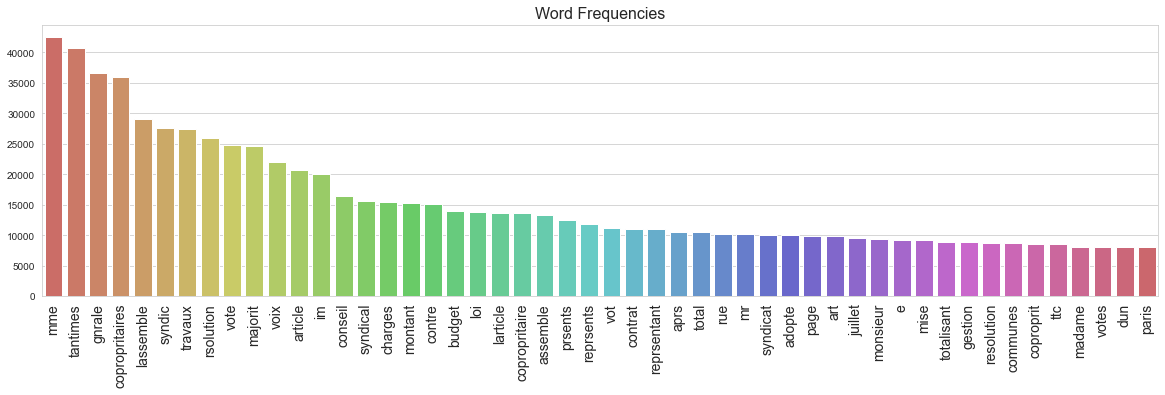 Word Frequencies
40000
35000
30000
25000
20000
15000
10000
5000
0
mme
tantimes
gnrale
copropritaires
lassemble
syndic
travaux
rsolution
vote
majorit
voix
article
im
conseil
syndical
charges
montant
contre
budget
loi
larticle
copropritaire
assemble
prsents
reprsents
vot
contrat
reprsentant
aprs
total
rue
mr
syndicat
adopte
page
art
juillet
monsieur
e
mise
totalisant
gestion
resolution
communes
coproprit
ttc
madame
votes
dun
paris